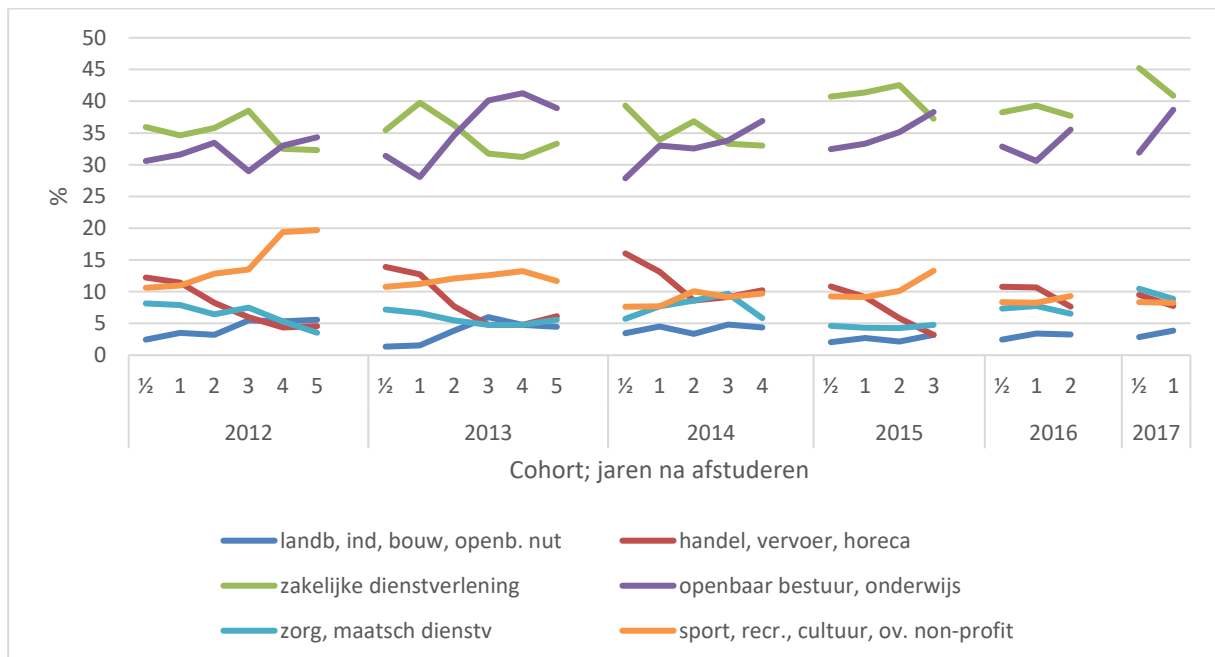 50
45
40
35
30
25
20
15
10
5
0
%
½ 1 2 3 4 5 ½ 1 2 3 4 5 ½ 1 2 3 4 ½ 1 2 3 ½ 1 2 ½ 1
2012 2013 2014 2015 2016 2017
Cohort; jaren na afstuderen
landb, ind, bouw, openb. nut handel, vervoer, horeca
zakelijke dienstverlening openbaar bestuur, onderwijs
zorg, maatsch dienstv sport, recr., cultuur, ov. non-profit